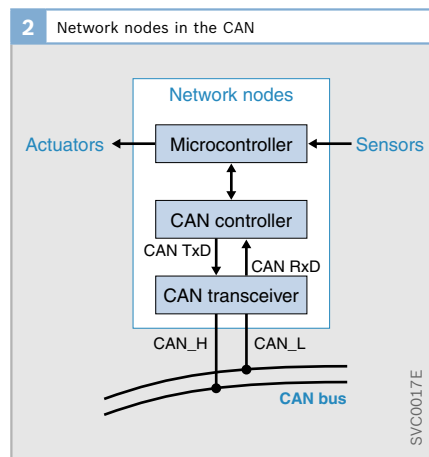 2 Network nodes in the CAN
Network nodes
Actuators
Microcontroller
Sensors
CAN controller
CAN TxD
CAN RxD
CAN transceiver
CAN_H
CAN_L
CAN bus
SVC0017E